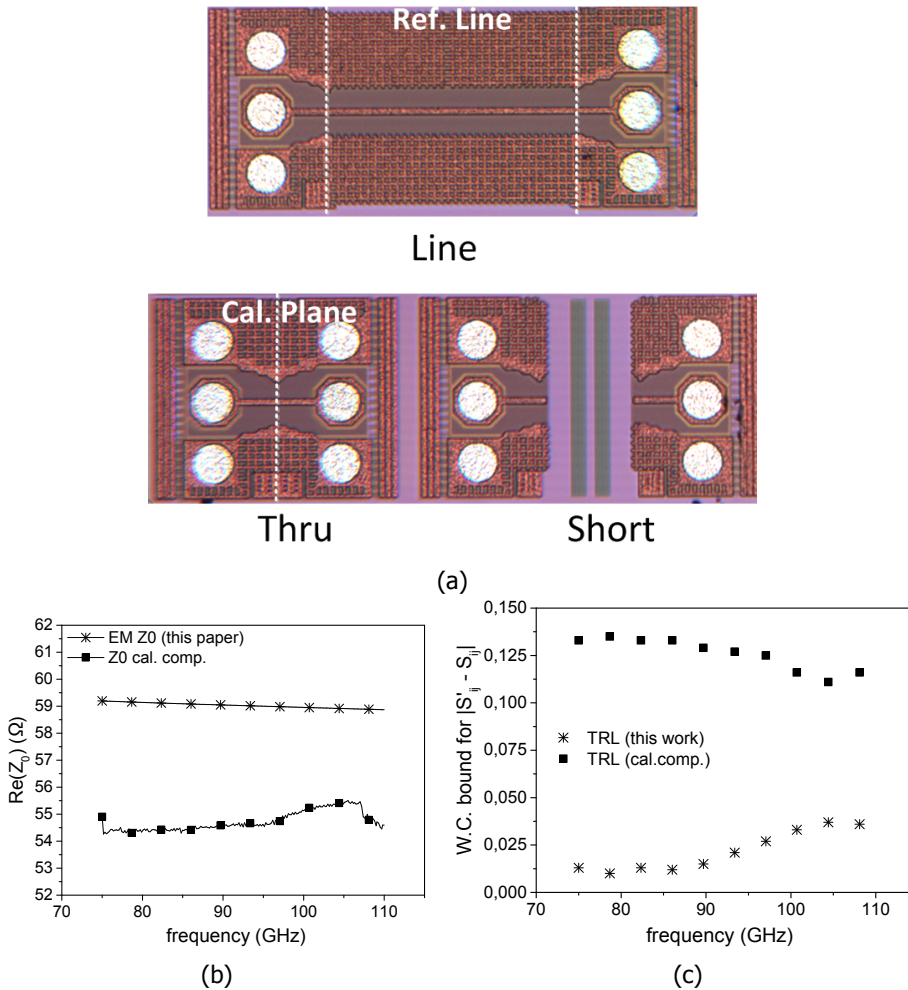 Ref. Line
Line
Cal. Plane
Thru
Short
(a)
62
61
60
59
58
57
56
55
54
53
52
70
80
90
100
110
Re(Z0) (Ω)
EM Z0 (this paper)
Z0 cal. comp.
frequency (GHz)
(b)
0,150
0,125
0,100
0,075
0,050
0,025
0,000
70
80
90
100
110
W.C. bound for |S'ij - Sij|
TRL (this work)
TRL (cal.comp.)
frequency (GHz)
(c)